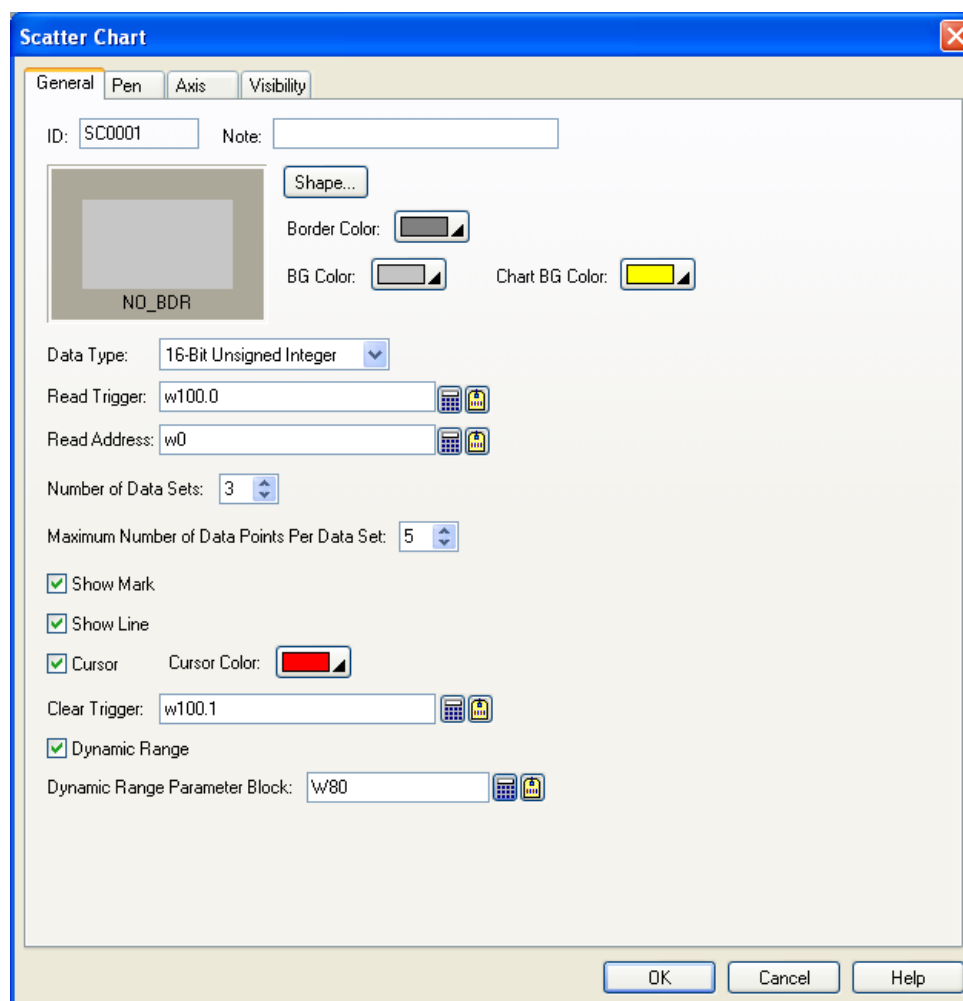 Scatter Chart
General Pen Axis Visibility
ID: SC0001 Note:
Shape...
Border Color:
BG Color: Chart BG Color:
NO_BDR
Data Type: 16-Bit Unsigned Integer
Read Trigger: w100.0
Read Address: w0
Number of Data Sets: 3
Maximum Number of Data Points Per Data Set: 5
Show Mark
Show Line
Cursor Cursor Color:
Clear Trigger: w100.1
Dynamic Range
Dynamic Range Parameter Block: W80
OK Cancel Help